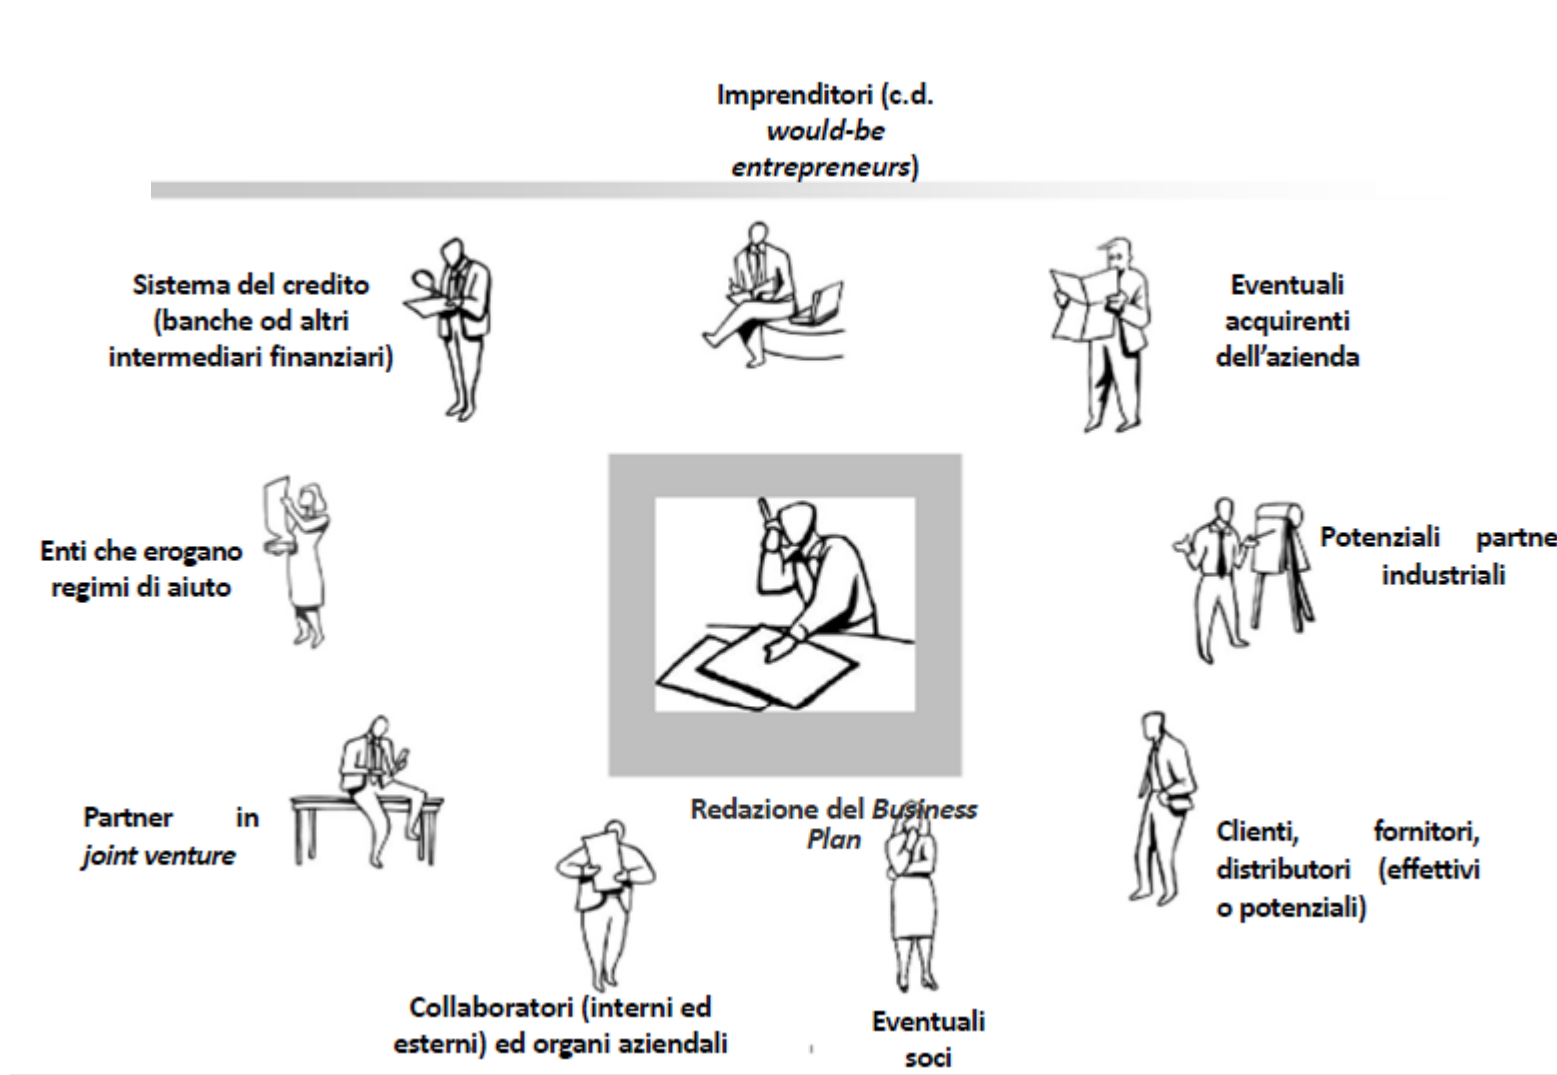 Imprenditori (c.d.
would-be
entrepreneurs)
Sistema del credito
(banche od altri
intermediari finanziari)
Eventuali
acquirenti
dell'azienda
Enti che erogano
regimi di aiuto
Potenziali partne
industriali
Redazione del Business
Plan
Partner in
joint venture
Clienti, fornitori,
distributori (effettivi
o potenziali)
Collaboratori (interni ed
esterni) ed organi aziendali
Eventuali
soci